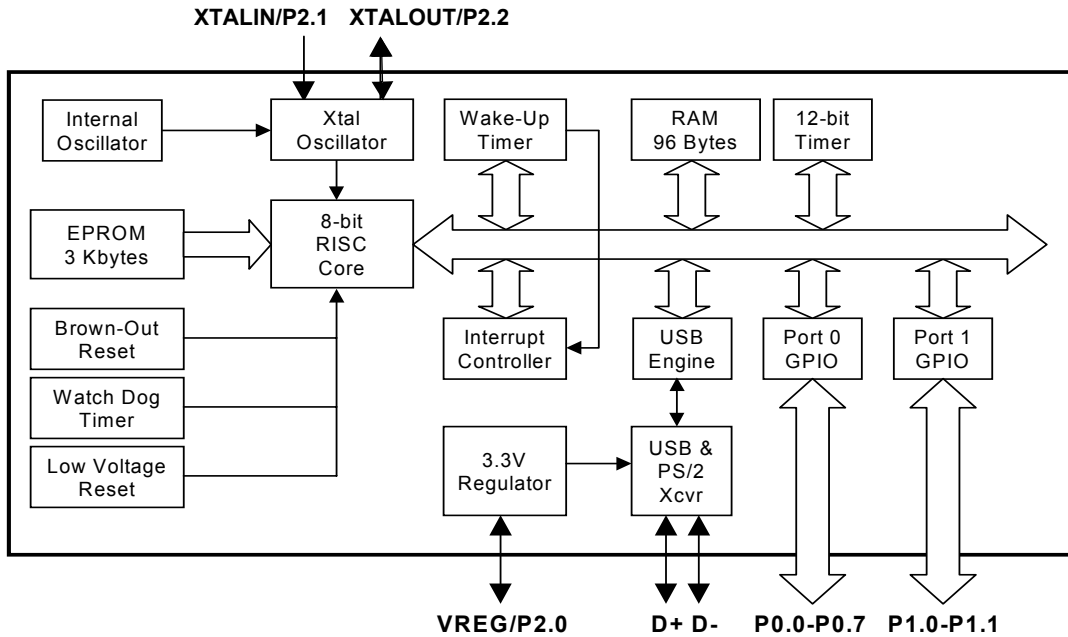 XTALIN/P2.1 XTALOUT/P2.2
Internal
Oscillator
Xtal
Oscillator
Wake-Up
Timer
RAM
96 Bytes
12-bit
Timer
EPROM
3 Kbytes
8-bit
RISC
Core
Brown-Out
Reset
Watch Dog
Timer
Low Voltage
Reset
Interrupt
Controller
USB
Engine
Port 0
GPIO
Port 1
GPIO
3.3V
Regulator
USB &
PS/2
Xcvr
VREG/P2.0
D+ D-
P0.0-P0.7
P1.0-P1.1